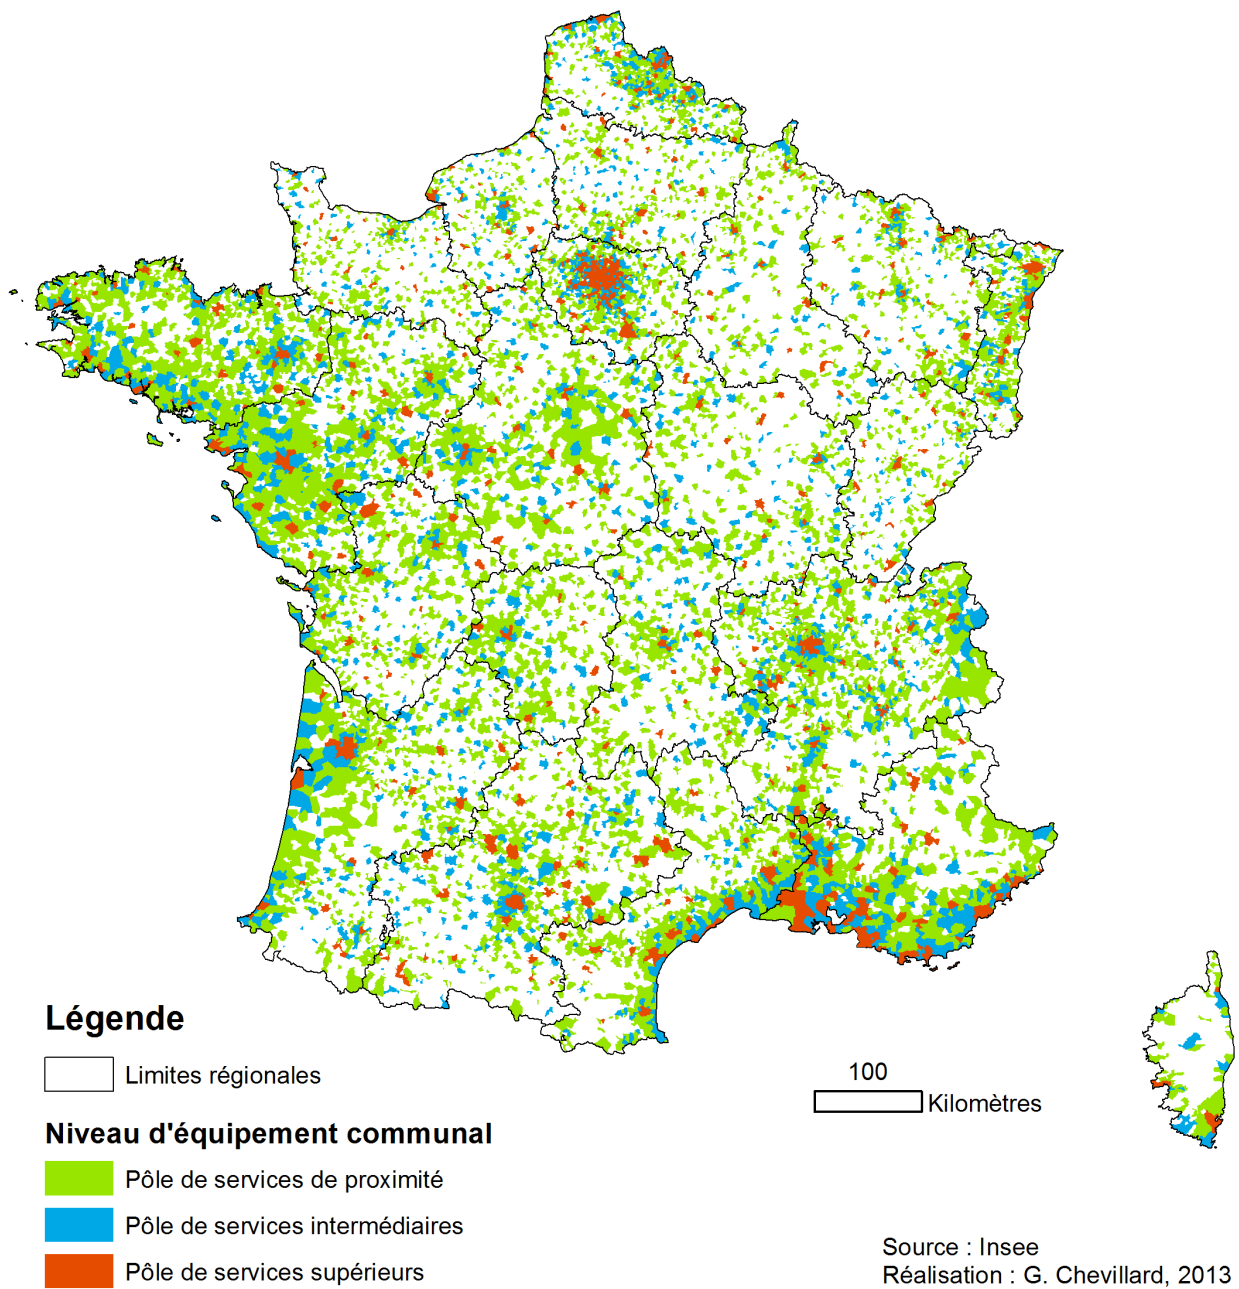 Légende
Limites régionales
Niveau d'équipement communal
Pôle de services de proximité
Pôle de services intermédiaires
Pôle de services supérieurs
100
Kilomètres
Source : Insee
Réalisation : G. Chevillard, 2013